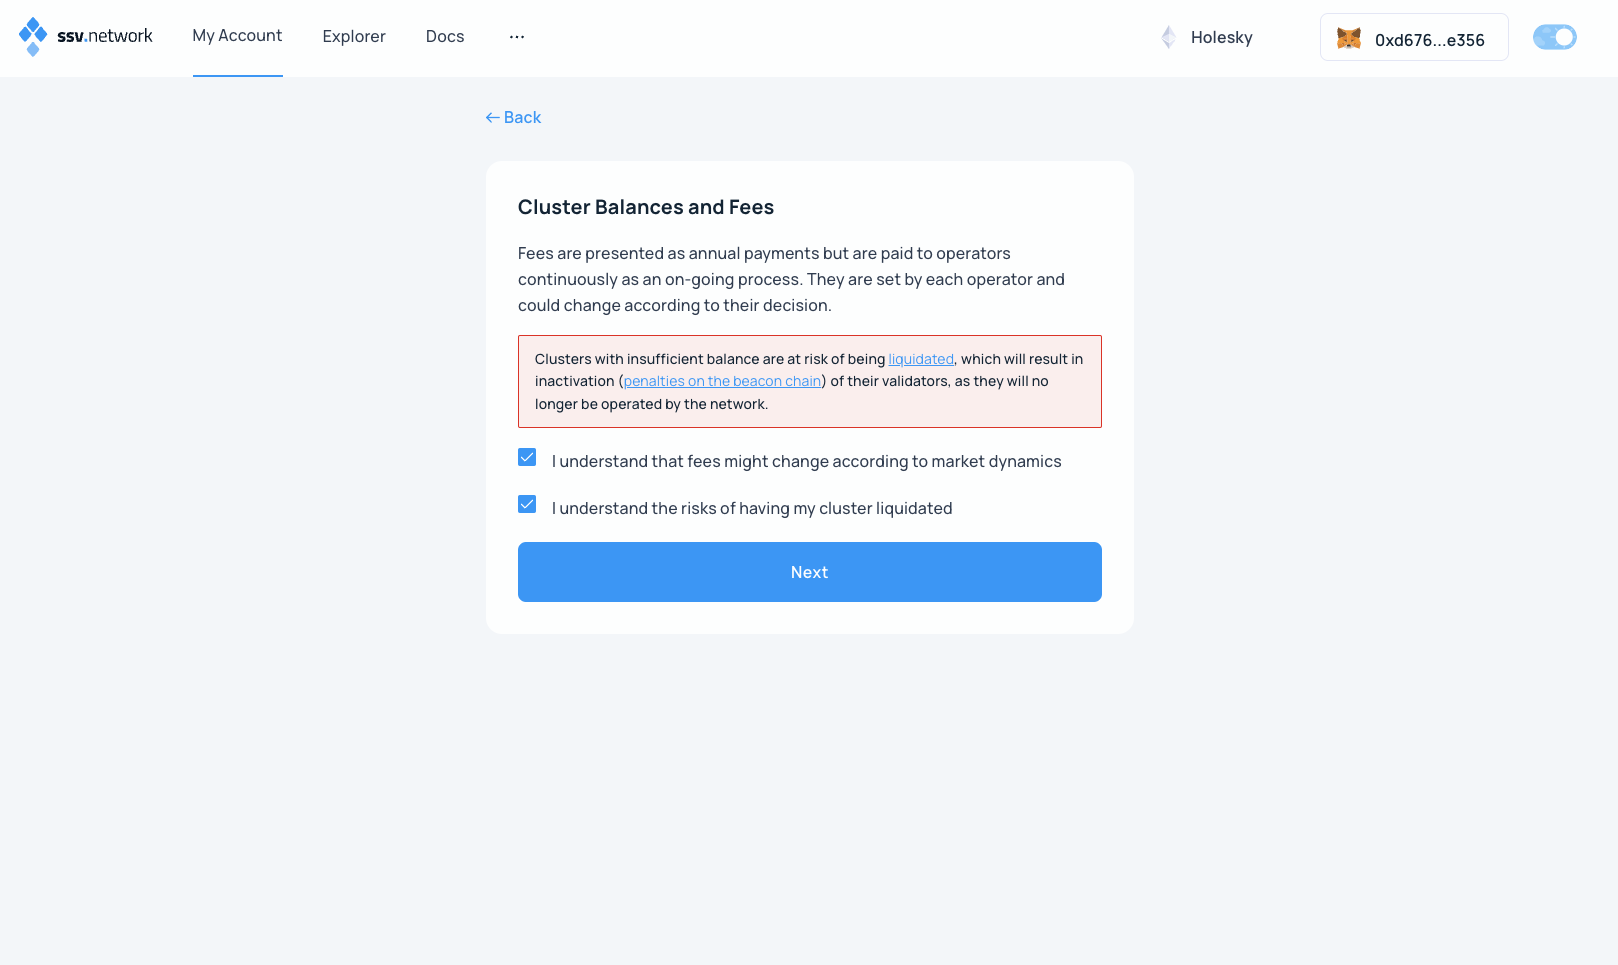 ssv.network
My Account
Explorer
Docs
...
Holesky
0xd676...e356
← Back
Cluster Balances and Fees
Fees are presented as annual payments but are paid to operators
continuously as an on-going process. They are set by each operator and
could change according to their decision.
Clusters with insufficient balance are at risk of being liquidated, which will result in
inactivation (penalties on the beacon chain) of their validators, as they will no
longer be operated by the network.
I understand that fees might change according to market dynamics
I understand the risks of having my cluster liquidated
Next